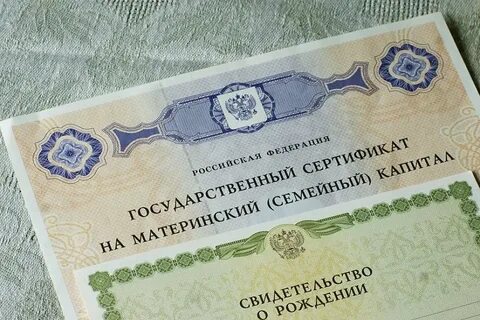 РОССИЙСКАЯ ФЕДЕРАЦИЯ
ГОСУДАРСТВЕННЫЙ СЕРТИФИКАТ
НА МАТЕРИНСКИЙ (СЕМЕЙНЫЙ) КАПИТАЛ
СВИДЕТЕЛЬСТВО
О РОЖДЕНИИ